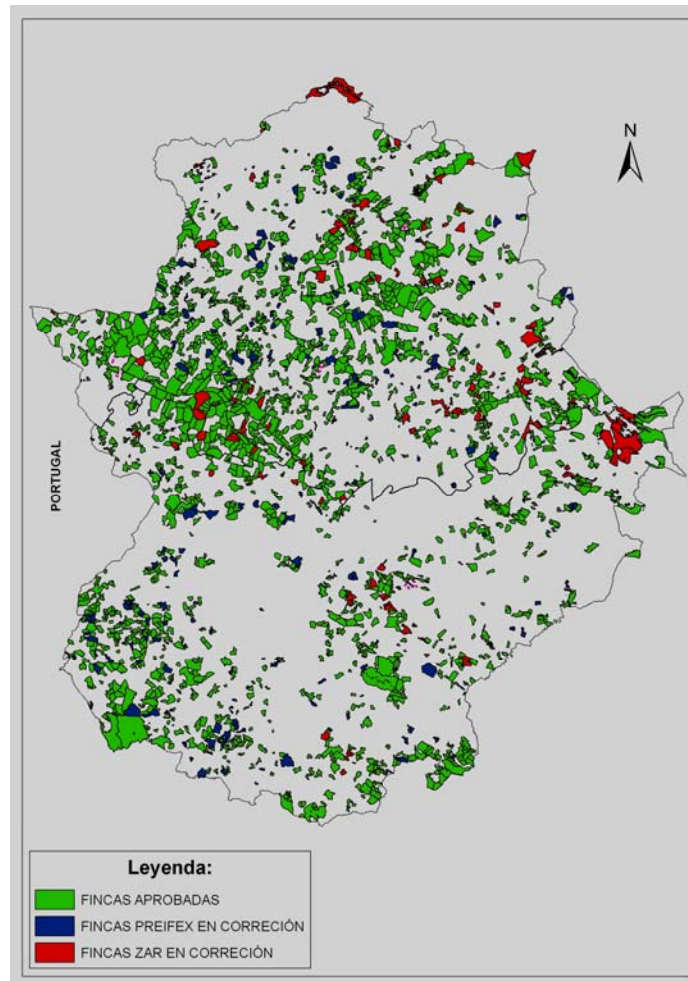 N
PORTUGAL
Leyenda:
FINCAS APROBADAS
FINCAS PREIFEX EN CORRECIÓN
FINCAS ZAR EN CORRECIÓN